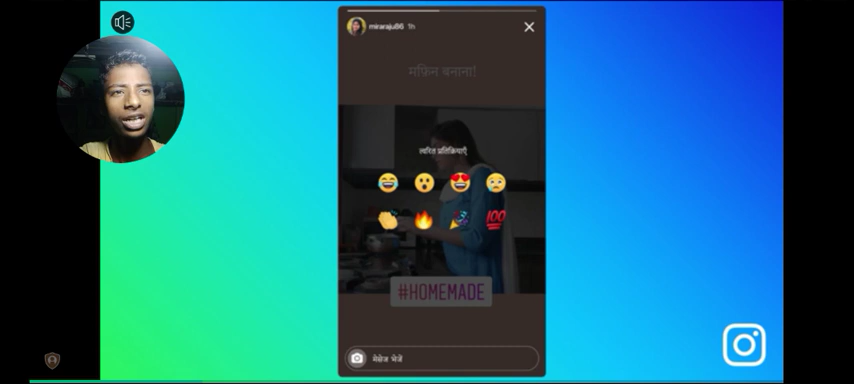 miraraju86 1h
मफ़िन बनाना!
त्वरित प्रतिक्रियाएँ
💯
#HOMEMADE
मैसेज भेजें